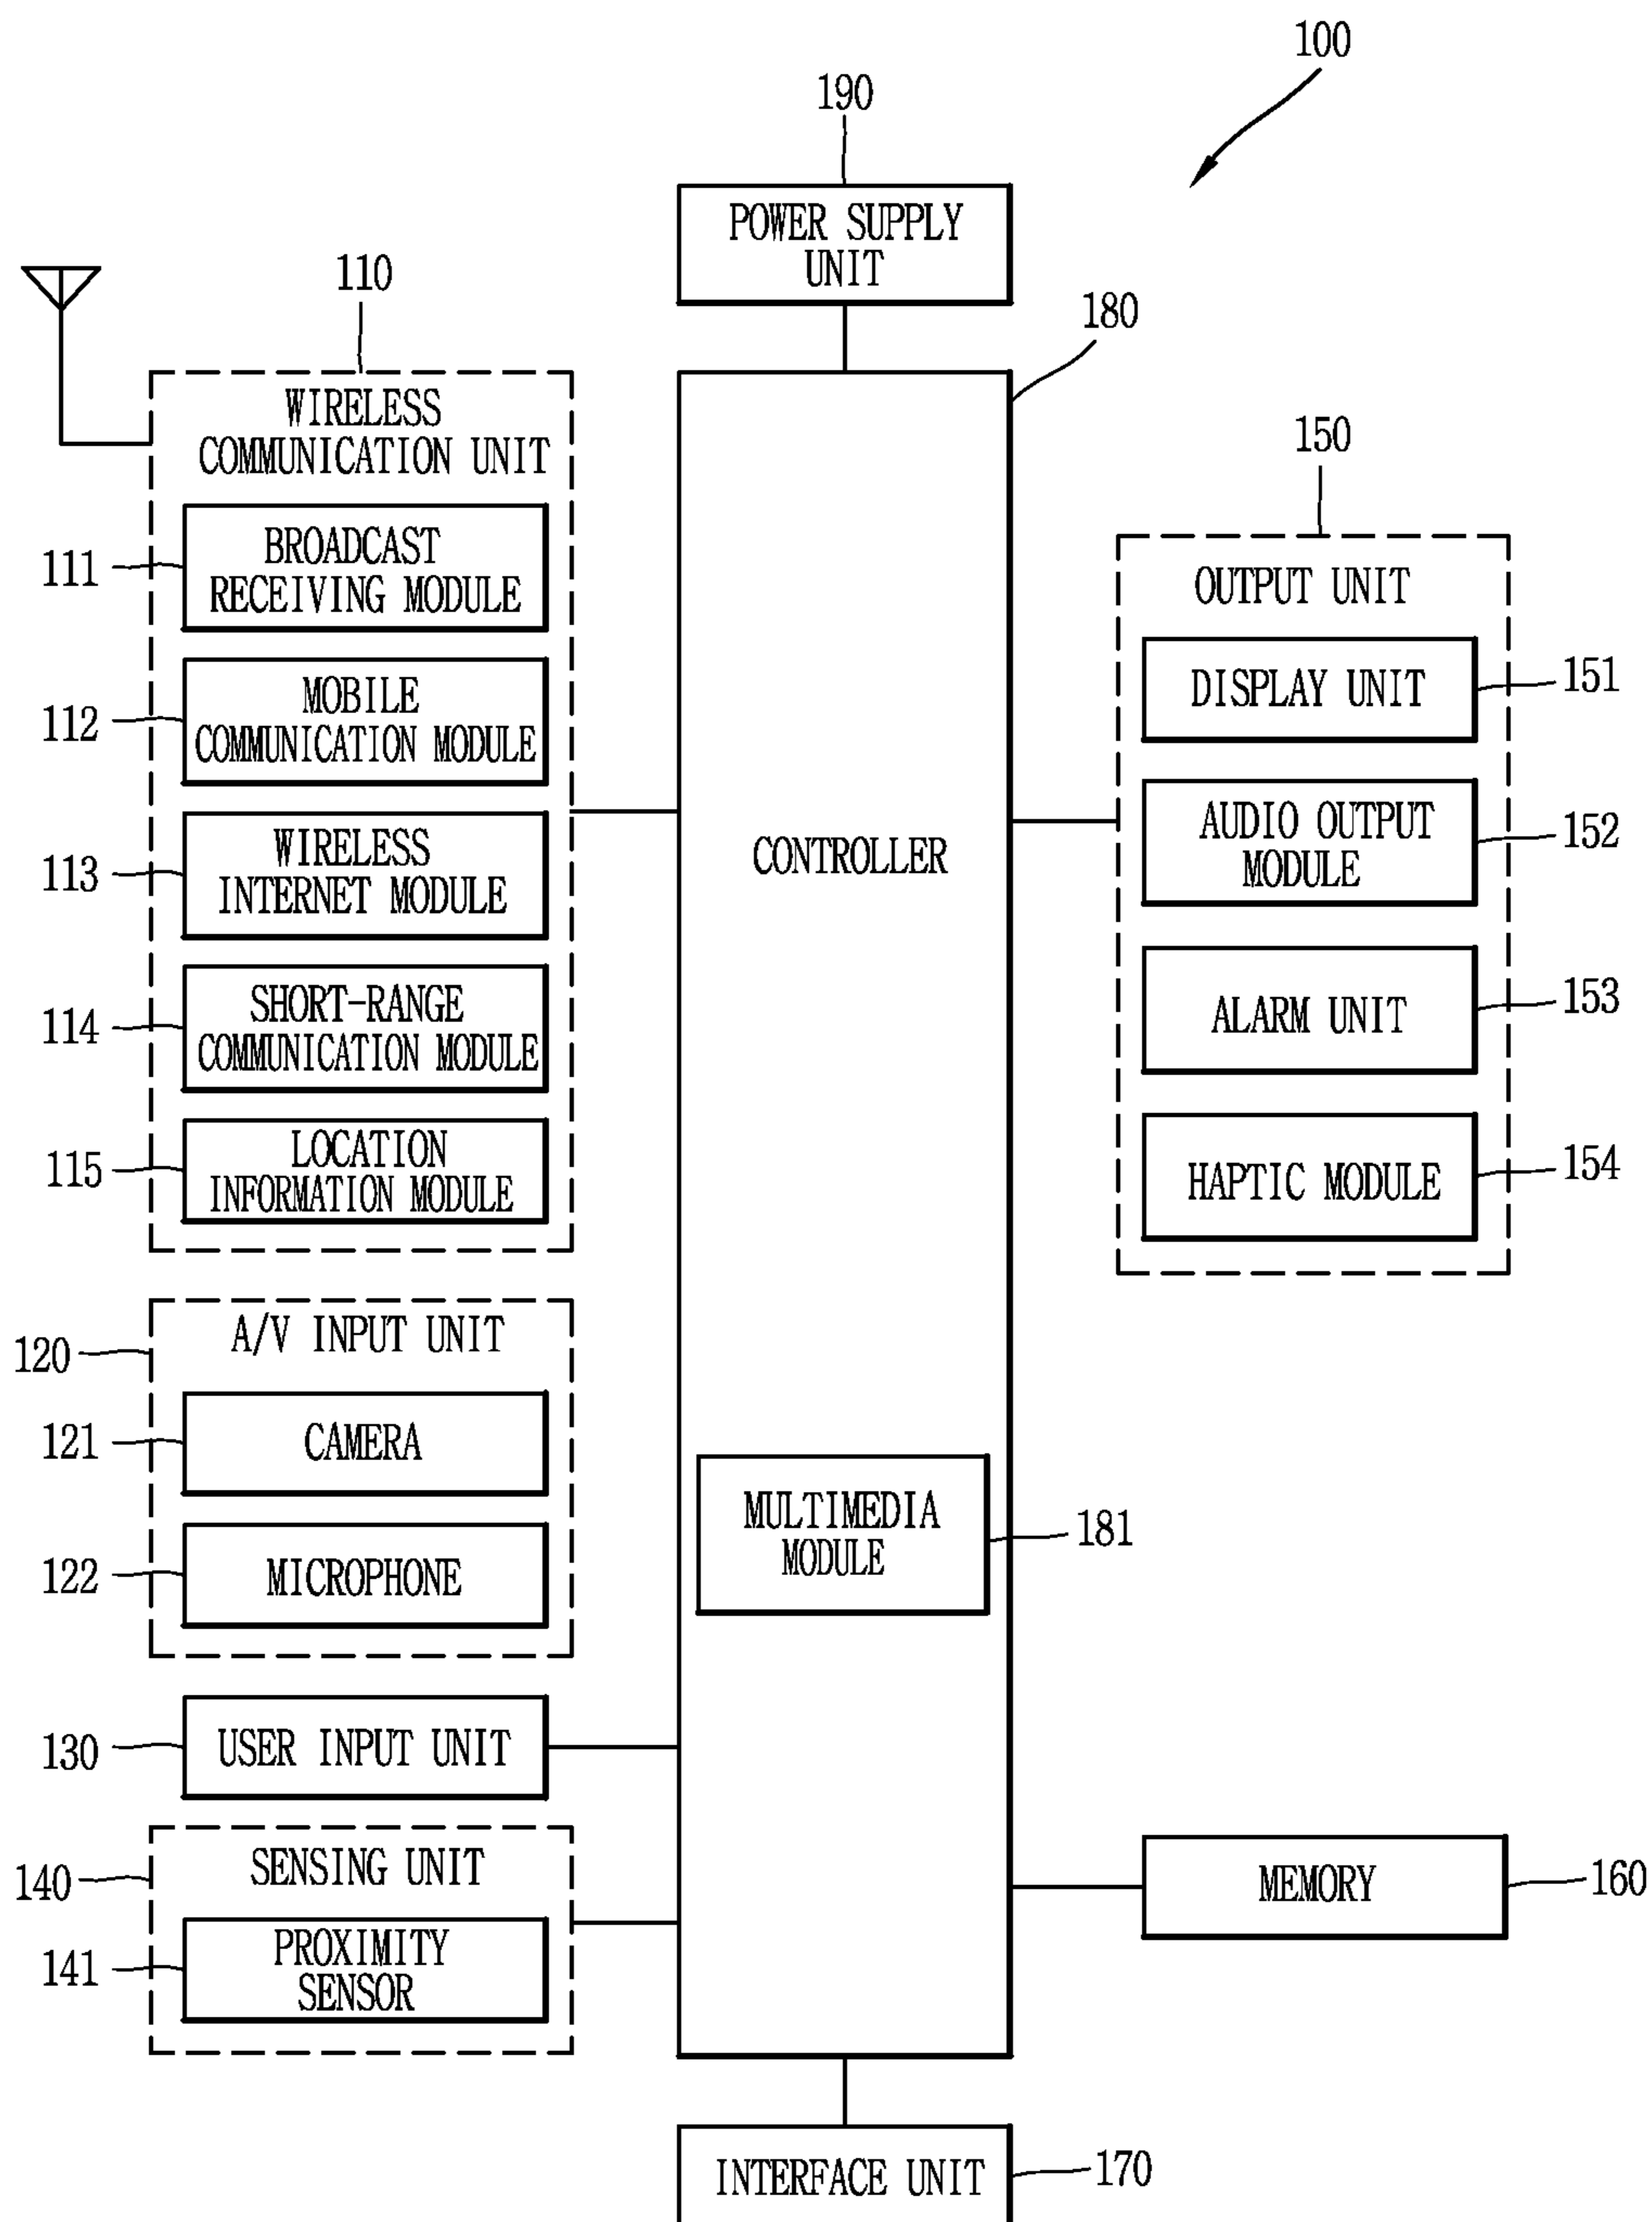 100
190
POWER SUPPLY
UNIT
110
180
WIRELESS
COMMUNICATION UNIT
150
111
BROADCAST
RECEIVING MODULE
OUTPUT UNIT
112
MOBILE
COMMUNICATION MODULE
DISPLAY UNIT
151
113
WIRELESS
INTERNET MODULE
CONTROLLER
AUDIO OUTPUT
MODULE
152
114
SHORT-RANGE
COMMUNICATION MODULE
ALARM UNIT
153
115
LOCATION
INFORMATION MODULE
HAPTIC MODULE
154
120
A/V INPUT UNIT
121
CAMERA
122
MICROPHONE
MULTIMEDIA
MODULE
181
130
USER INPUT UNIT
140
SENSING UNIT
141
PROXIMITY
SENSOR
MEMORY
160
INTERFACE UNIT
170